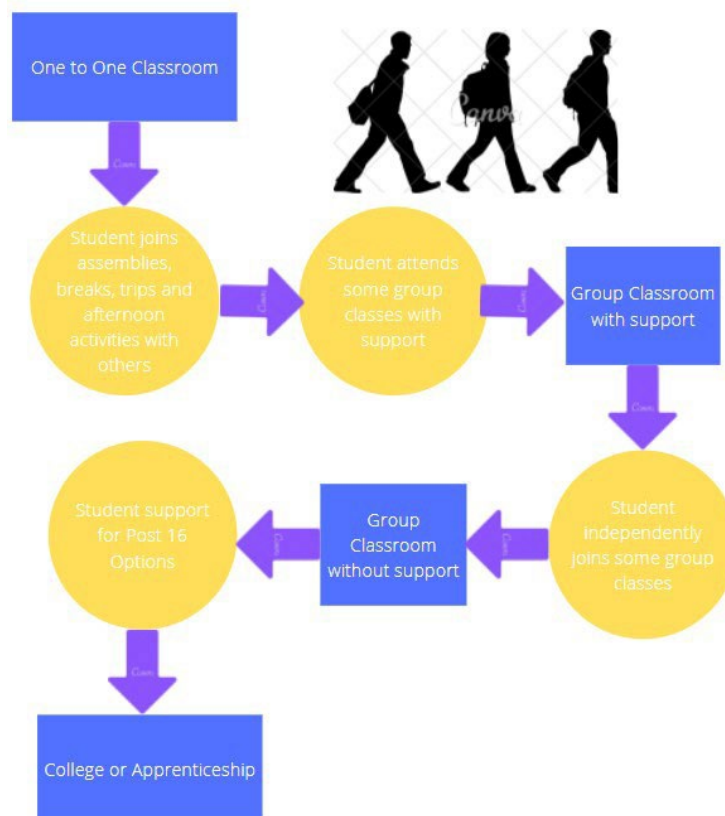 One to One Classroom
Canva
Student joins
assemblies,
breaks, trips and
afternoon
activities with
others
Student attends
some group
classes with
support
Group Classroom
with support
Student
independently
joins some group
classes
Group
Classroom
without support
Student support
for Post 16
Options
College or Apprenticeship